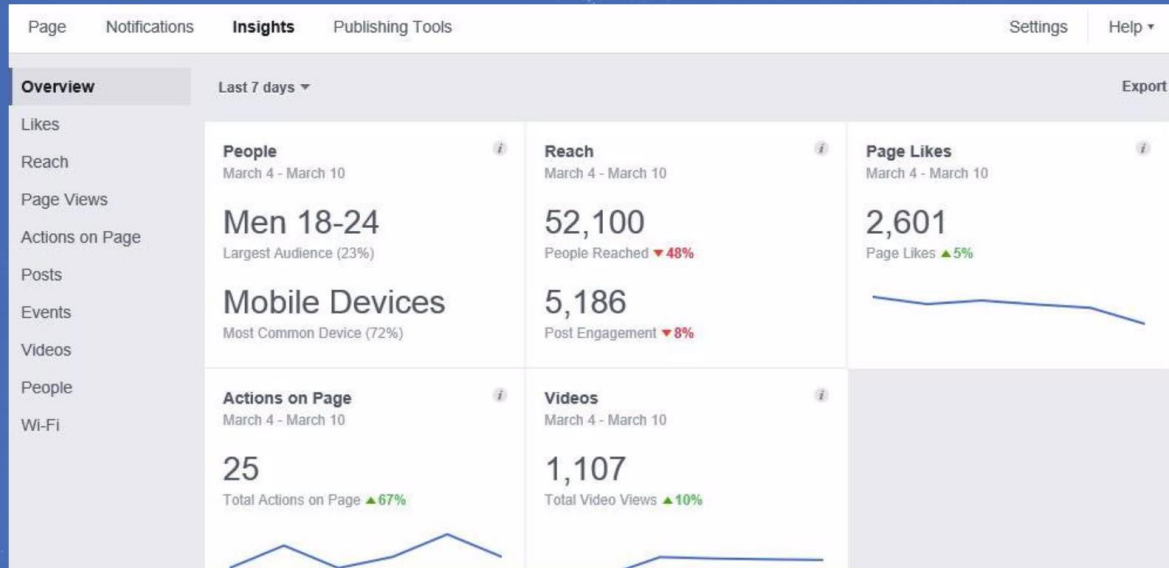 Page Notifications Insights Publishing Tools Settings Help
Overview
Likes
Reach
Page Views
Actions on Page
Posts
Events
Videos
People
Wi-Fi
Last 7 days Export
People
March 4 - March 10
Men 18-24
Largest Audience (23%)
Mobile Devices
Most Common Device (72%)
Reach
March 4 - March 10
52,100
People Reached ▼48%
5,186
Post Engagement ▼8%
Page Likes
March 4 - March 10
2,601
Page Likes ▲5%
Actions on Page
March 4 - March 10
25
Total Actions on Page ▲67%
Videos
March 4 - March 10
1,107
Total Video Views ▲10%